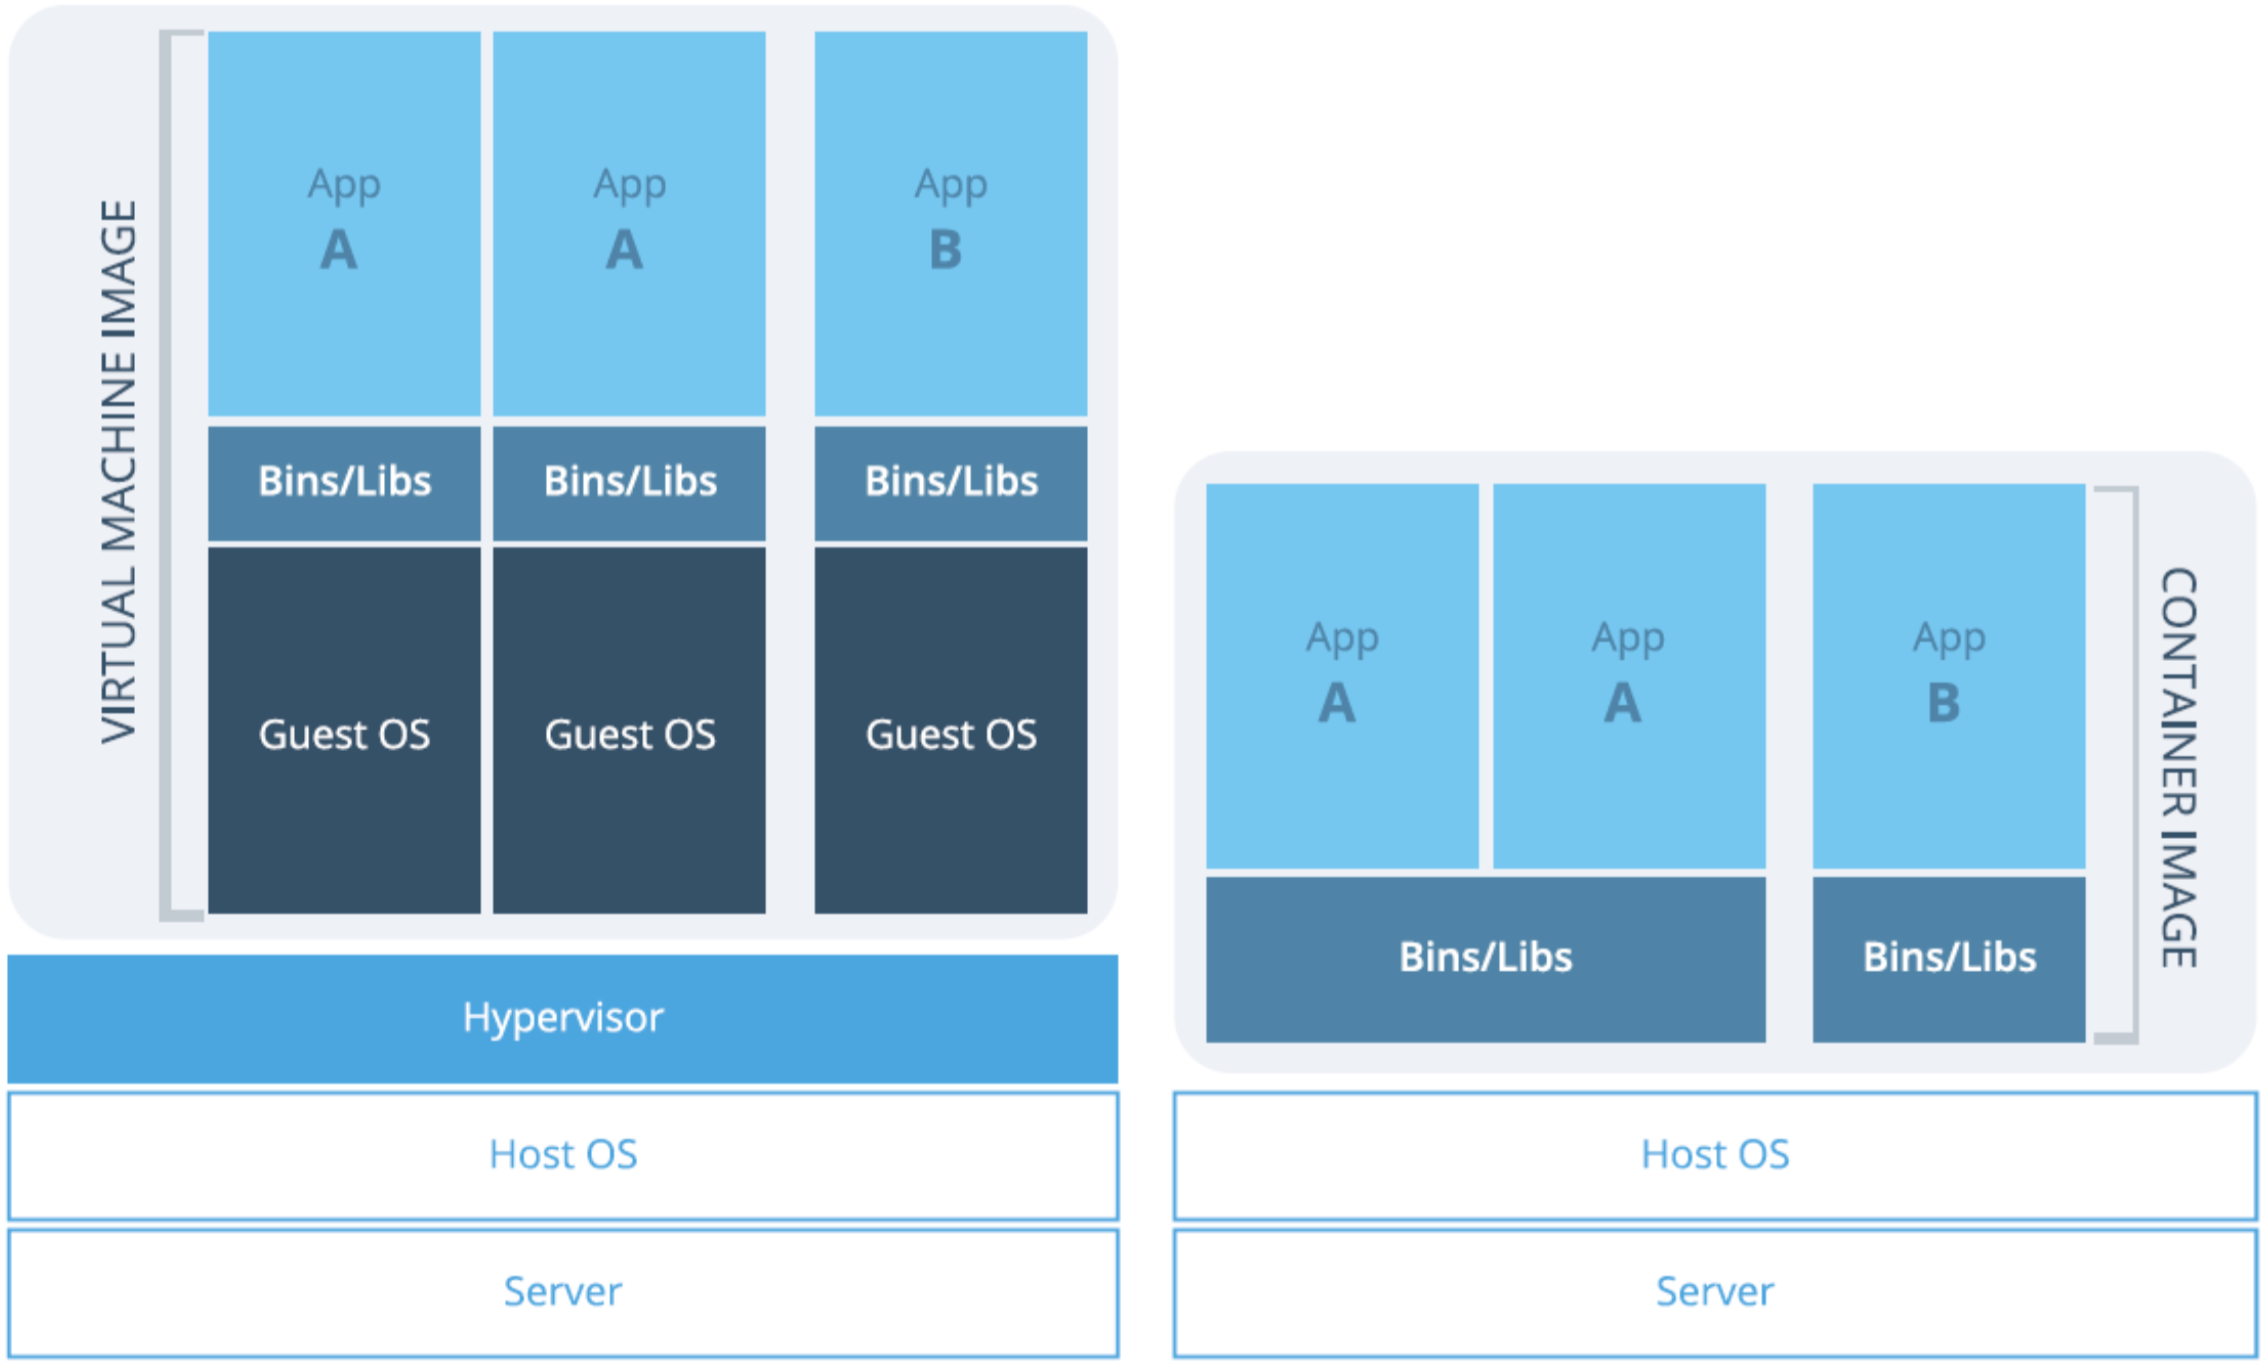 VIRTUAL MACHINE IMAGE
App
A
App
A
App
B
Bins/Libs
Bins/Libs
Bins/Libs
Guest OS
Guest OS
Guest OS
Hypervisor
Host OS
Server
App
A
App
A
App
B
Bins/Libs
Bins/Libs
CONTAINER IMAGE
Host OS
Server